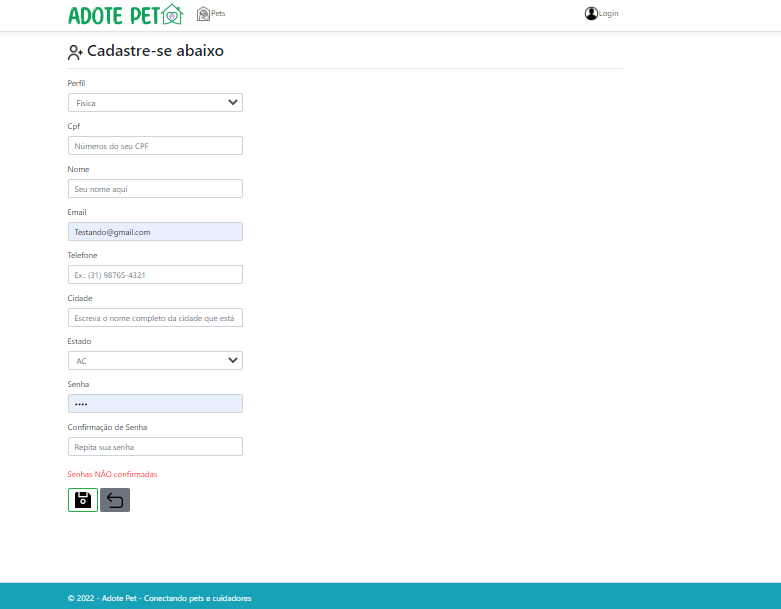 ADOTE PET
Pets
Login
Cadastre-se abaixo
Perfil
Física
Cpf
Números do seu CPF
Nome
Seu nome aqui
Email
Testando@gmail.com
Telefone
Ex.: (31) 98765-4321
Cidade
Escreva o nome completo da cidade que está
Estado
AC
Senha
••••
Confirmação de Senha
Repita sua senha
Senhas NÃO confirmadas
© 2022 - Adote Pet - Conectando pets e cuidadores